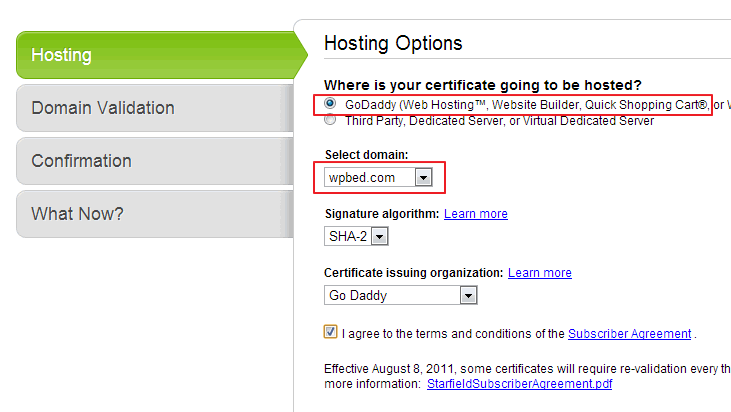 Hosting
Domain Validation
Confirmation
What Now?
Hosting Options
Where is your certificate going to be hosted?
GoDaddy (Web Hosting™, Website Builder, Quick Shopping Cart®, or
Third Party, Dedicated Server, or Virtual Dedicated Server
Select domain:
wpbed.com
Signature algorithm: Learn more
SHA-2
Certificate issuing organization: Learn more
Go Daddy
I agree to the terms and conditions of the Subscriber Agreement .
Effective August 8, 2011, some certificates will require re-validation every
more information: StarfieldSubscriberAgreement.pdf